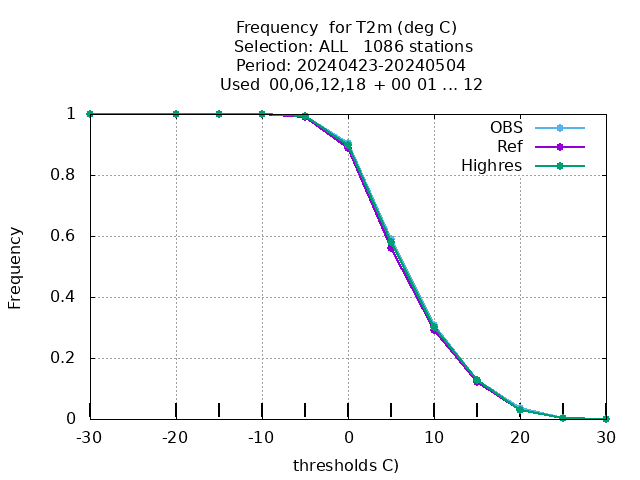 Frequency  for T2m (deg C)
Selection: ALL   1086 stations
Period: 20240423-20240504
Used  00,06,12,18  + 00 01 ... 12
OBS
Ref
Highres
Frequency
1
0.8
0.6
0.4
0.2
0
-30
-20
-10
0
10
20
30
thresholds C)